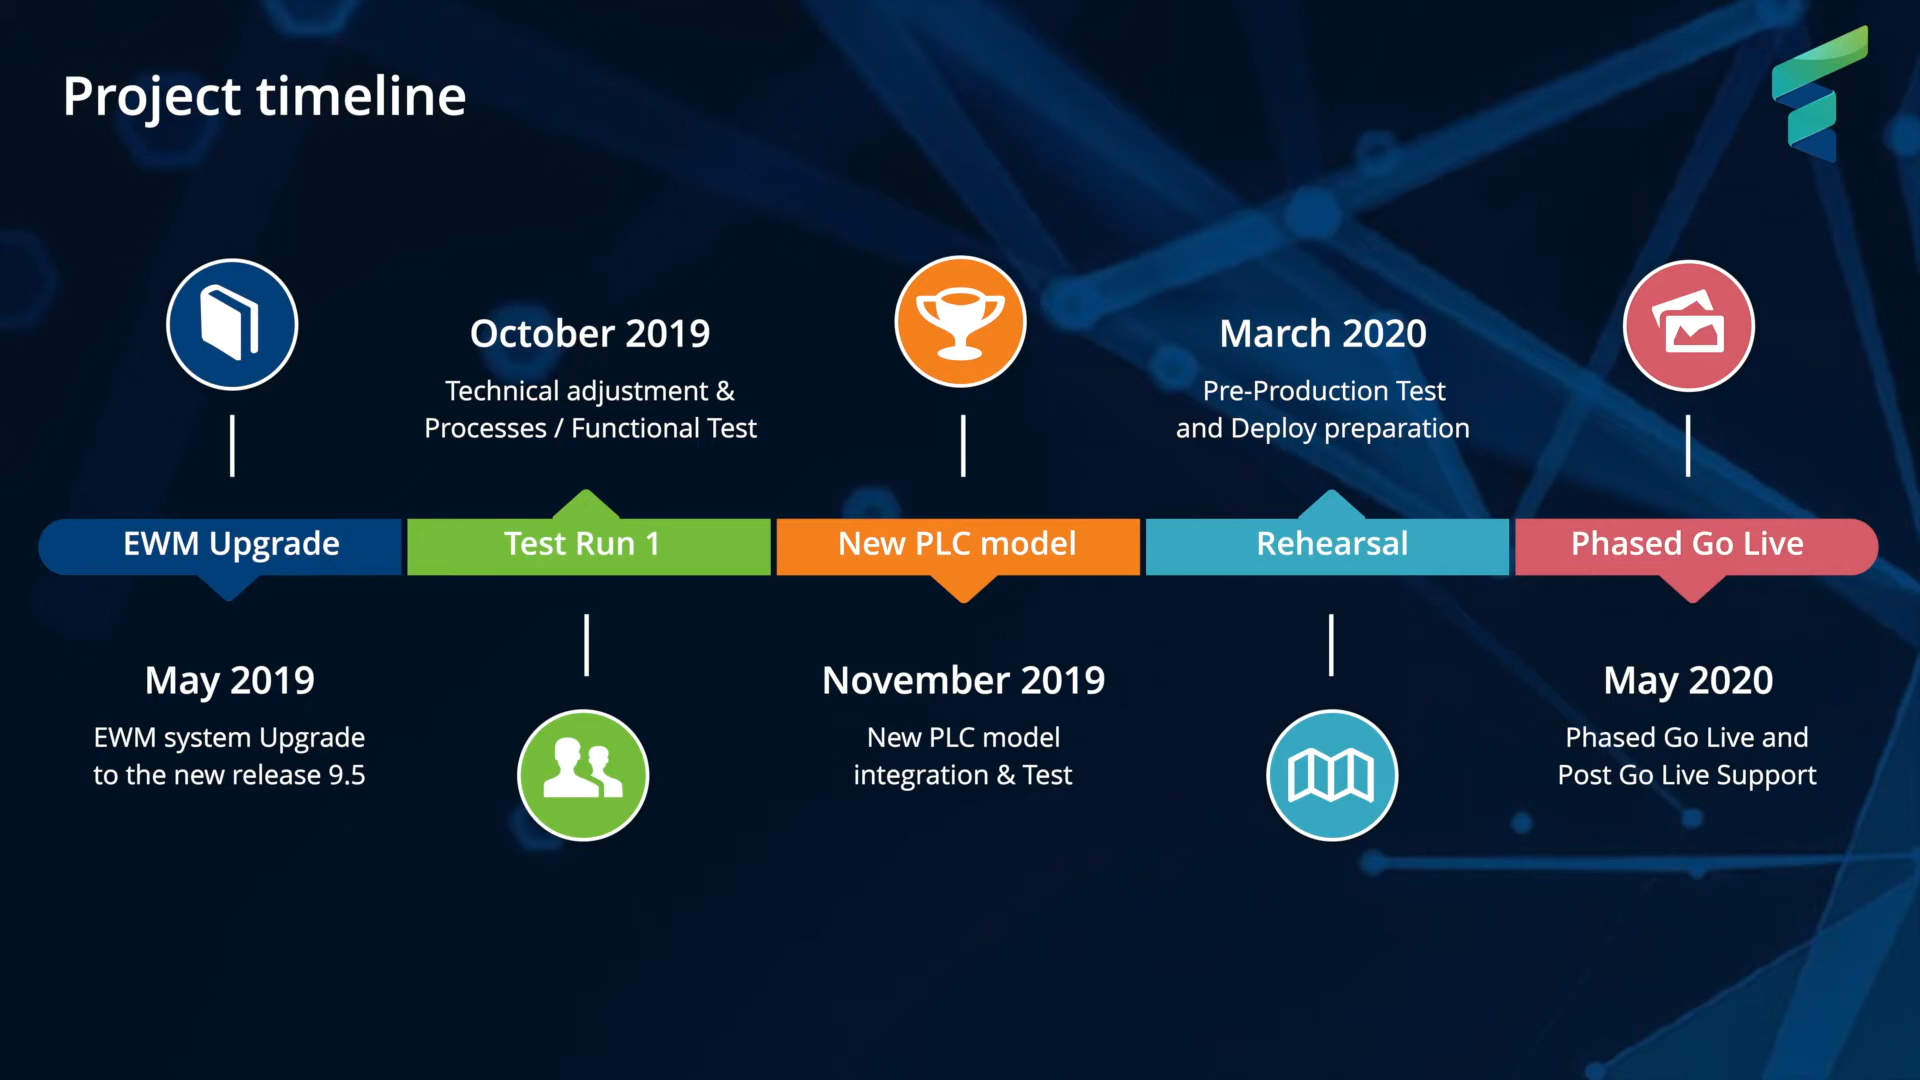 Project timeline
October 2019
Technical adjustment &
Processes / Functional Test
March 2020
Pre-Production Test
and Deploy preparation
EWM Upgrade
Test Run 1
New PLC model
Rehearsal
Phased Go Live
May 2019
EWM system Upgrade
to the new release 9.5
November 2019
New PLC model
integration & Test
May 2020
Phased Go Live and
Post Go Live Support